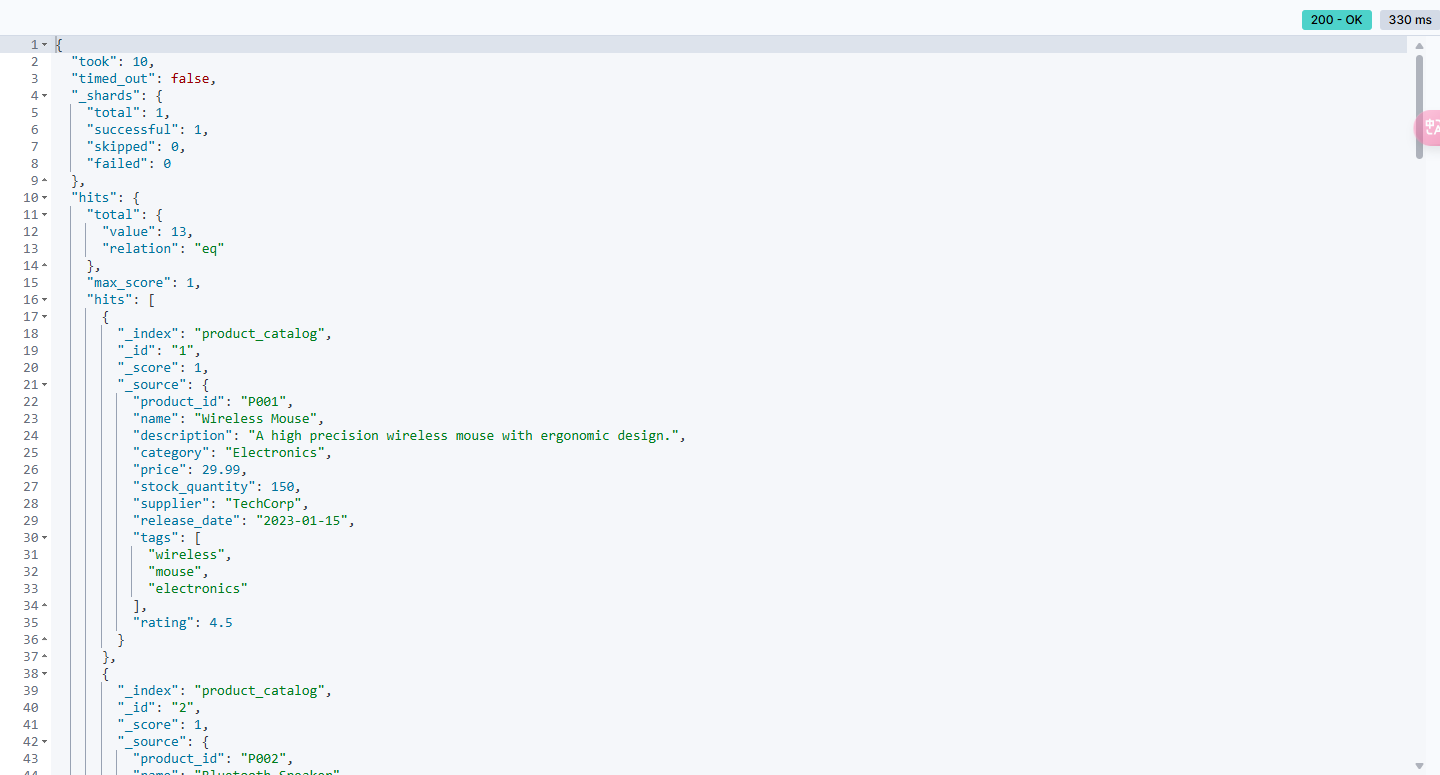 200 - OK 330 ms
1 {
2 "took": 10,
3 "timed_out": false,
4 "_shards": {
5 "total": 1,
6 "successful": 1,
7 "skipped": 0,
8 "failed": 0
9 },
10 "hits": {
11 "total": {
12 "value": 13,
13 "relation": "eq"
14 },
15 "max_score": 1,
16 "hits": [
17 {
18 "_index": "product_catalog",
19 "_id": "1",
20 "_score": 1,
21 "_source": {
22 "product_id": "P001",
23 "name": "Wireless Mouse",
24 "description": "A high precision wireless mouse with ergonomic design.",
25 "category": "Electronics",
26 "price": 29.99,
27 "stock_quantity": 150,
28 "supplier": "TechCorp",
29 "release_date": "2023-01-15",
30 "tags": [
31 "wireless",
32 "mouse",
33 "electronics"
34 ],
35 "rating": 4.5
36 }
37 },
38 {
39 "_index": "product_catalog",
40 "_id": "2",
41 "_score": 1,
42 "_source": {
43 "product_id": "P002",
44 "name": "Bluetooth Speaker"